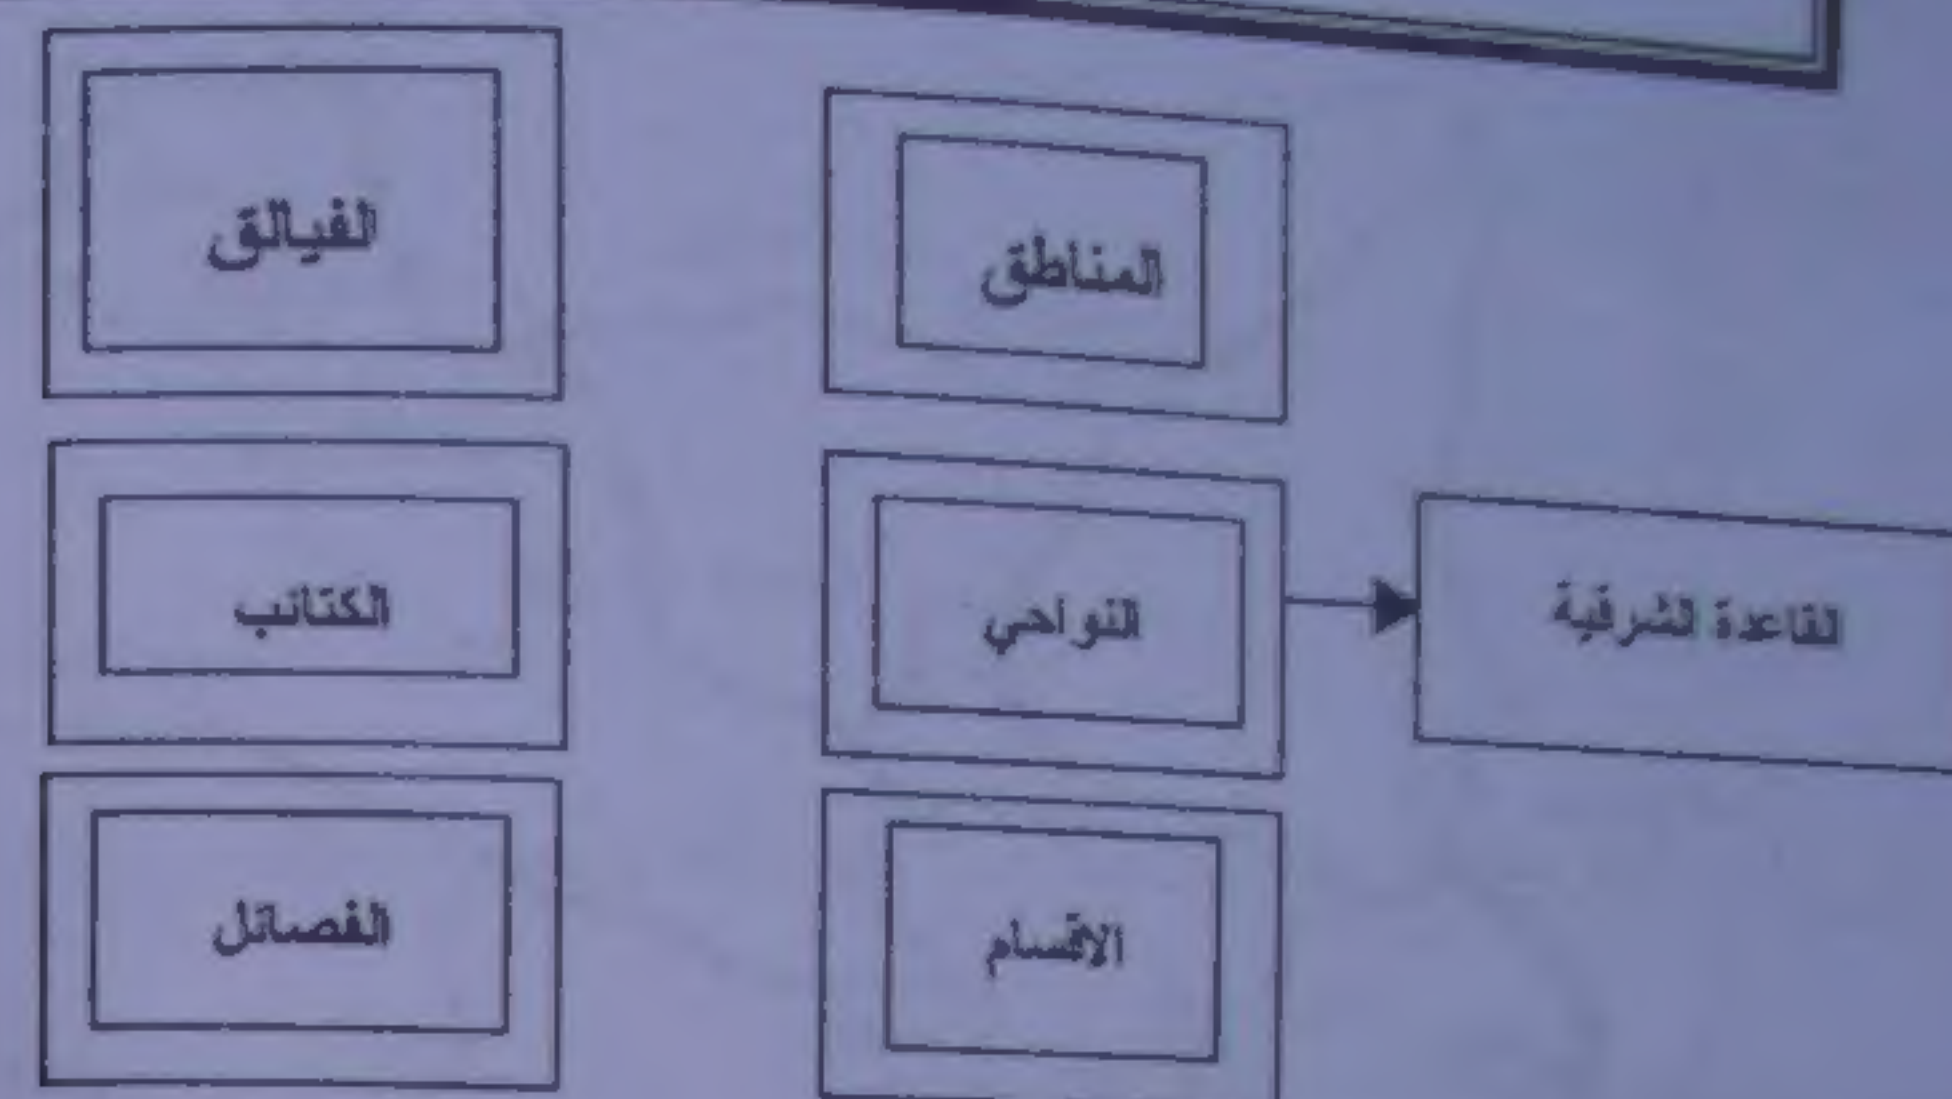 المناطق
الفيالق
القاعدة الشرقية
النواحي
الكتائب
الاقسام
الفصائل